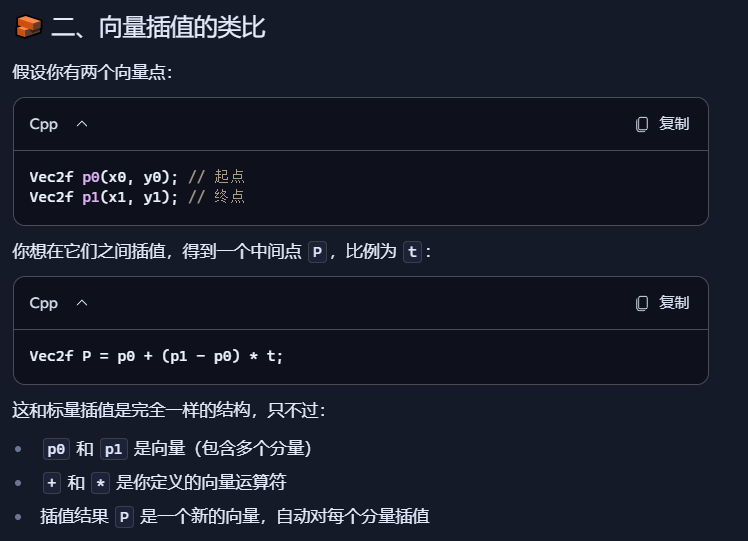 二、向量插值的类比
假设你有两个向量点：
Cpp
复制
Vec2f p0(x0, y0); // 起点
Vec2f p1(x1, y1); // 终点
你想在它们之间插值，得到一个中间点 P，比例为 t：
Cpp
复制
Vec2f P = p0 + (p1 - p0) * t;
这和标量插值是完全一样的结构，只不过：
• p0 和 p1 是向量（包含多个分量）
• + 和 * 是你定义的向量运算符
• 插值结果 P 是一个新的向量，自动对每个分量插值